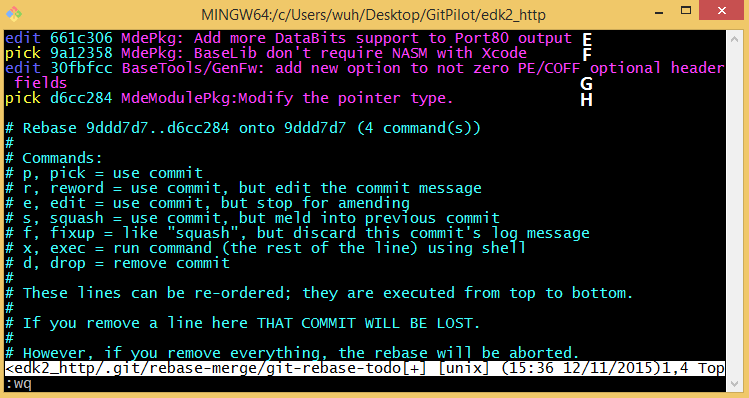 MINGW64:/c/Users/wuh/Desktop/GitPilot/edk2_http
edit 661c306 MdePkg: Add more DataBits support to Port80 output E
pick 9a12358 MdePkg: BaseLib don't require NASM with Xcode F
edit 30fbfcc BaseTools/GenFw: add new option to not zero PE/COFF optional header
 fields G
pick d6cc284 MdeModulePkg:Modify the pointer type. H

# Rebase 9ddd7d7..d6cc284 onto 9ddd7d7 (4 command(s))
#
# Commands:
# p, pick = use commit
# r, reword = use commit, but edit the commit message
# e, edit = use commit, but stop for amending
# s, squash = use commit, but meld into previous commit
# f, fixup = like "squash", but discard this commit's log message
# x, exec = run command (the rest of the line) using shell
# d, drop = remove commit
#
# These lines can be re-ordered; they are executed from top to bottom.
#
# If you remove a line here THAT COMMIT WILL BE LOST.
#
# However, if you remove everything, the rebase will be aborted.
<edk2_http/.git/rebase-merge/git-rebase-todo[+] [unix] (15:36 12/11/2015)1,4 Top
:wq